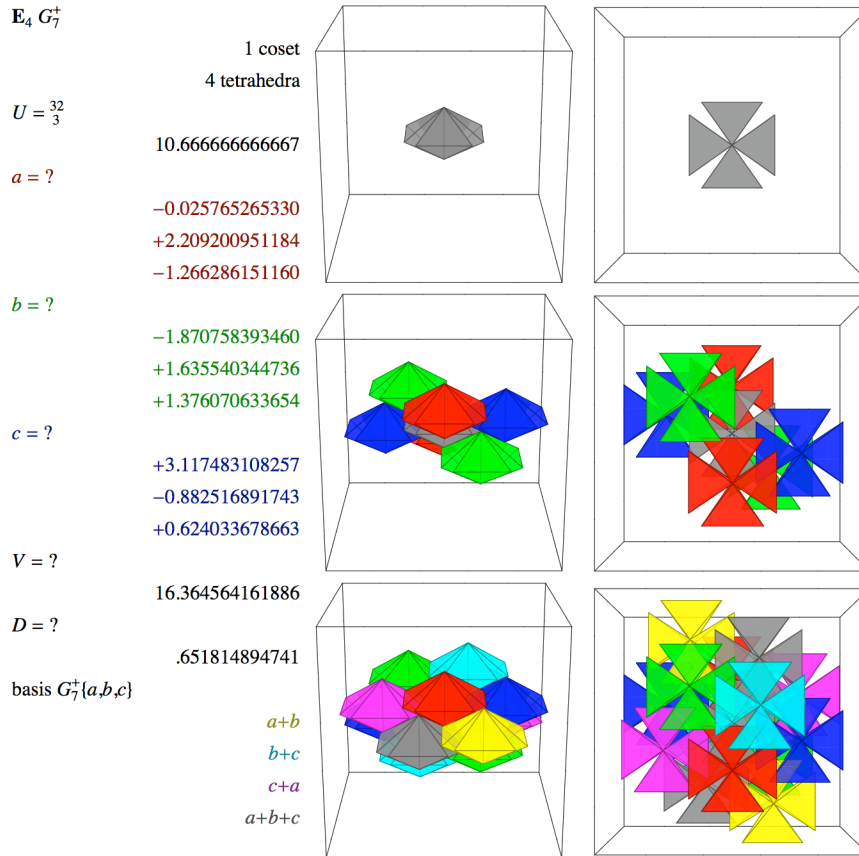 E₄ G₇⁺
1 coset
4 tetrahedra
U = 32/3
10.666666666667
a = ?
−0.025765265330
+2.209200951184
−1.266286151160
b = ?
−1.870758393460
+1.635540344736
+1.376070633654
c = ?
+3.117483108257
−0.882516891743
+0.624033678663
V = ?
16.364564161886
D = ?
.651814894741
basis G₇⁺{a,b,c}
a+b
b+c
c+a
a+b+c